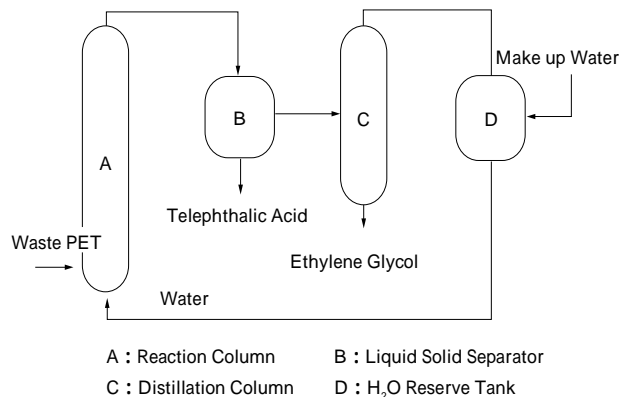 Make up Water
A
B
C
D
Telephthalic Acid
Waste PET
Ethylene Glycol
Water
A : Reaction Column B : Liquid Solid Separator
C : Distillation Column D : H₂O Reserve Tank